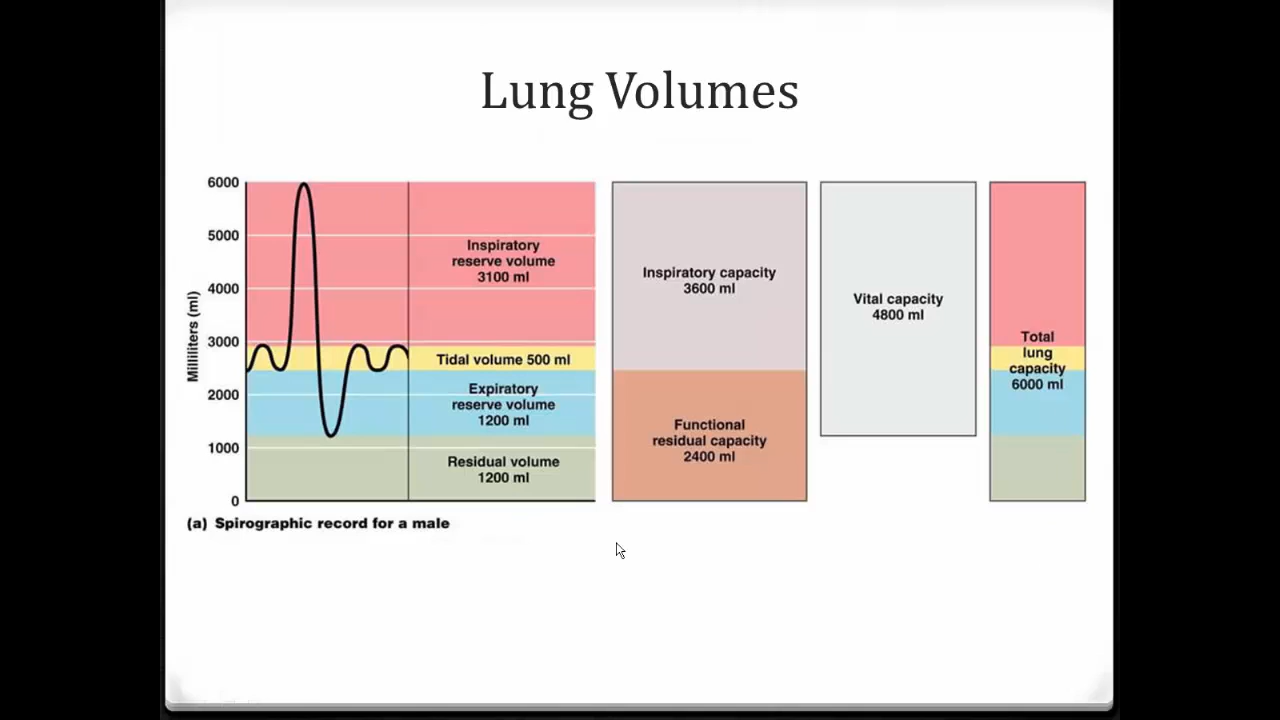 Lung Volumes
6000
5000
4000
3000
2000
1000
0
Milliliters (ml)
Inspiratory
reserve volume
3100 ml
Tidal volume 500 ml
Expiratory
reserve volume
1200 ml
Residual volume
1200 ml
Inspiratory capacity
3600 ml
Functional
residual capacity
2400 ml
Vital capacity
4800 ml
Total
lung
capacity
6000 ml
(a) Spirographic record for a male